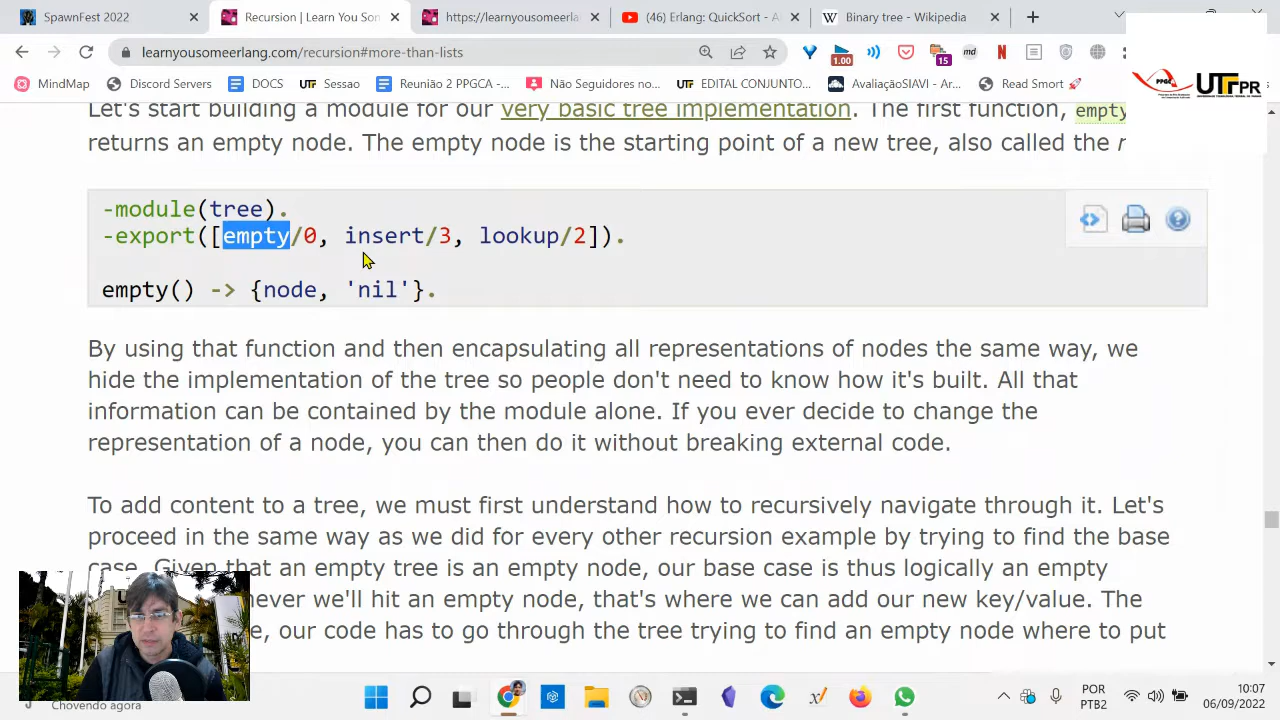 SpawnFest 2022
Recursion | Learn You Som
https://learnyousomeerla
(46) Erlang: QuickSort - A
Binary tree - Wikipedia
learnyousomeerlang.com/recursion#more-than-lists
1.00
15
md
N
MindMap
Discord Servers
DOCS
UTF Sessao
Reunião 2 P&CA -...
No Seguidores no...
UTF EDITAL CONJUNTO
AvaliaçãoSIAVI - Ar...
Read Smort 🚀
UTFPR
Let's start building a module for our very basic tree implementation. The first function, empty
returns an empty node. The empty node is the starting point of a new tree, also called the r
-module(tree).
-export([empty/0, insert/3, lookup/2]).
empty() -> {node, 'nil'}.
By using that function and then encapsulating all representations of nodes the same way, we
hide the implementation of the tree so people don't need to know how it's built. All that
information can be contained by the module alone. If you ever decide to change the
representation of a node, you can then do it without breaking external code.
To add content to a tree, we must first understand how to recursively navigate through it. Let's
proceed in the same way as we did for every other recursion example by trying to find the base
case. Given that an empty tree is an empty node, our base case is thus logically an empty
never we'll hit an empty node, that's where we can add our new key/value. The
e, our code has to go through the tree trying to find an empty node where to put
Chovendo agora
POR
PTB2
10:07
06/09/2022